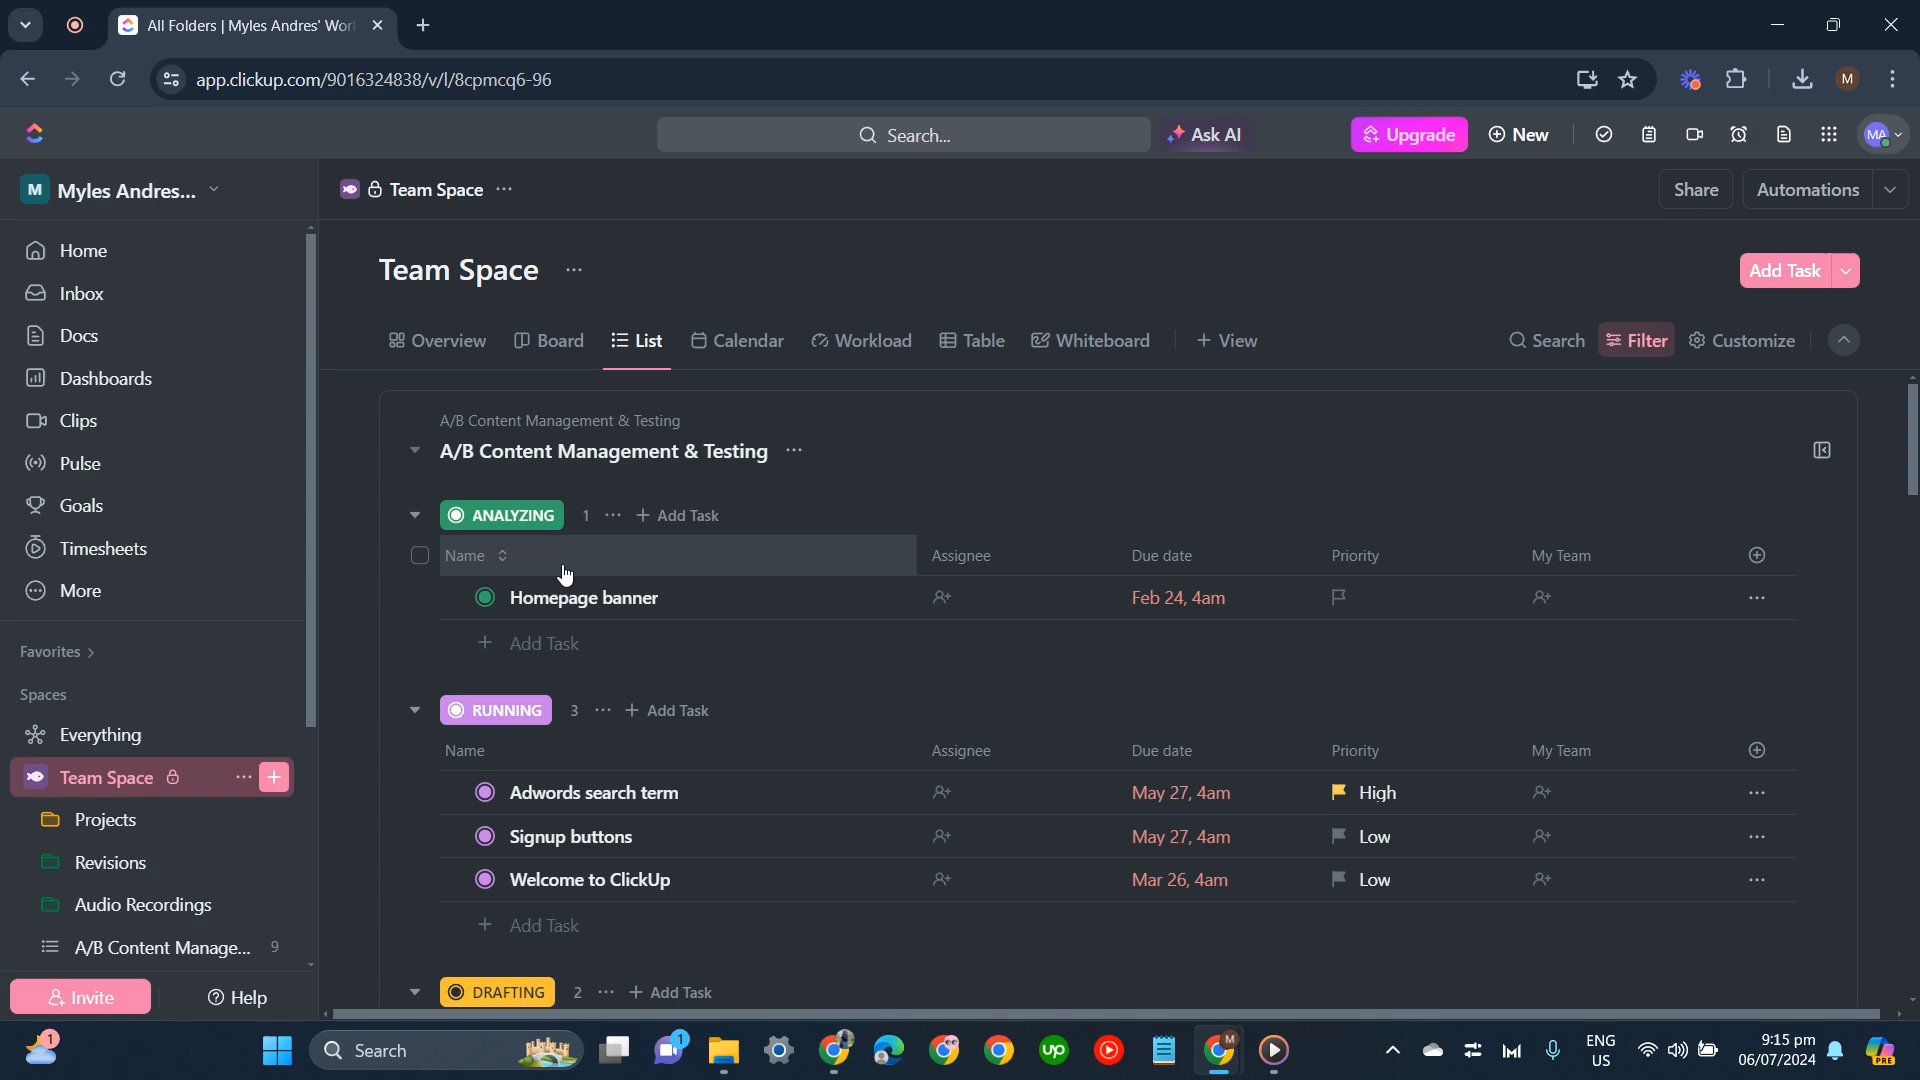 All Folders | Myles Andres' Wor
app.clickup.com/9016324838/v/l/8cpmcq6-96
M
Search...
Ask AI
Upgrade
New
MA
M Myles Andres...
Team Space
Share
Automations
Home
Inbox
Docs
Dashboards
Clips
Pulse
Goals
Timesheets
More
Favorites
Spaces
Everything
Team Space
Projects
Revisions
Audio Recordings
A/B Content Manage... 9
Invite
Help
Team Space
Add Task
Overview
Board
List
Calendar
Workload
Table
Whiteboard
+ View
Search
Filter
Customize
A/B Content Management & Testing
A/B Content Management & Testing
ANALYZING 1 ... + Add Task
Name Assignee Due date Priority My Team
Homepage banner Feb 24, 4am
+ Add Task
RUNNING 3 ... + Add Task
Name Assignee Due date Priority My Team
Adwords search term May 27, 4am High
Signup buttons May 27, 4am Low
Welcome to ClickUp Mar 26, 4am Low
+ Add Task
DRAFTING 2 ... + Add Task
1
Search
1
up
M
ENG
US
9:15 pm
06/07/2024
PRE